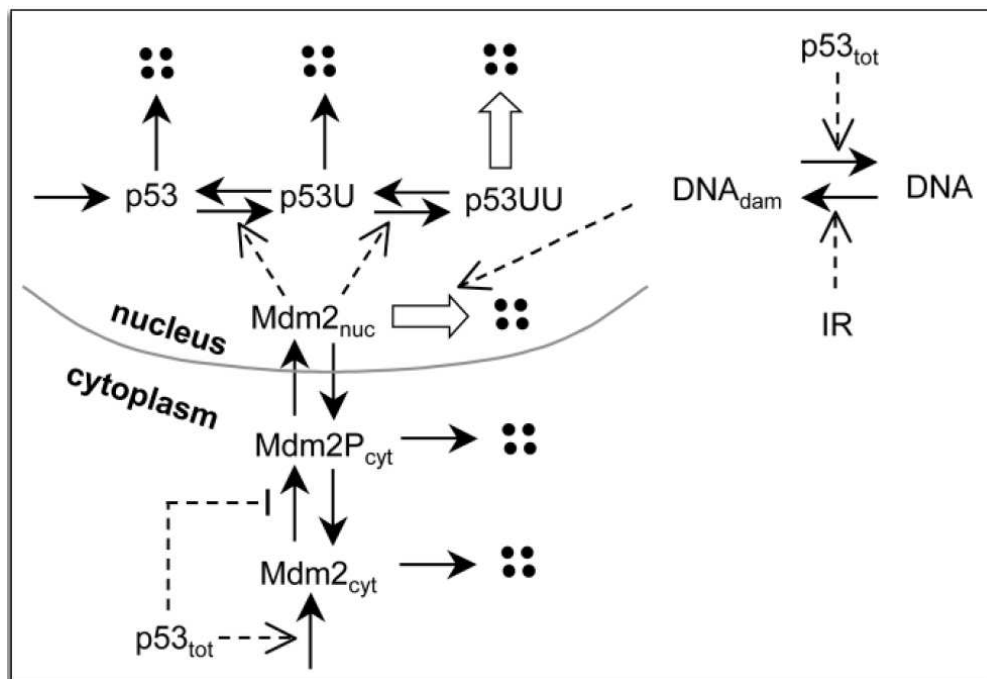 p53tot
p53
p53U
p53UU
DNAdam
DNA
Mdm2nuc
IR
nucleus
cytoplasm
Mdm2Pcyt
Mdm2cyt
p53tot